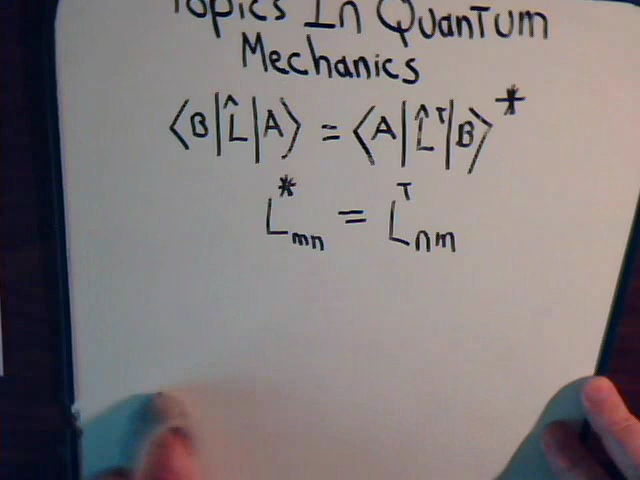 Topics In Quantum
Mechanics
⟨B|L̂|A⟩ = ⟨A|L̂ᵀ|B⟩*
L*ₘₙ = Lᵀₙₘ